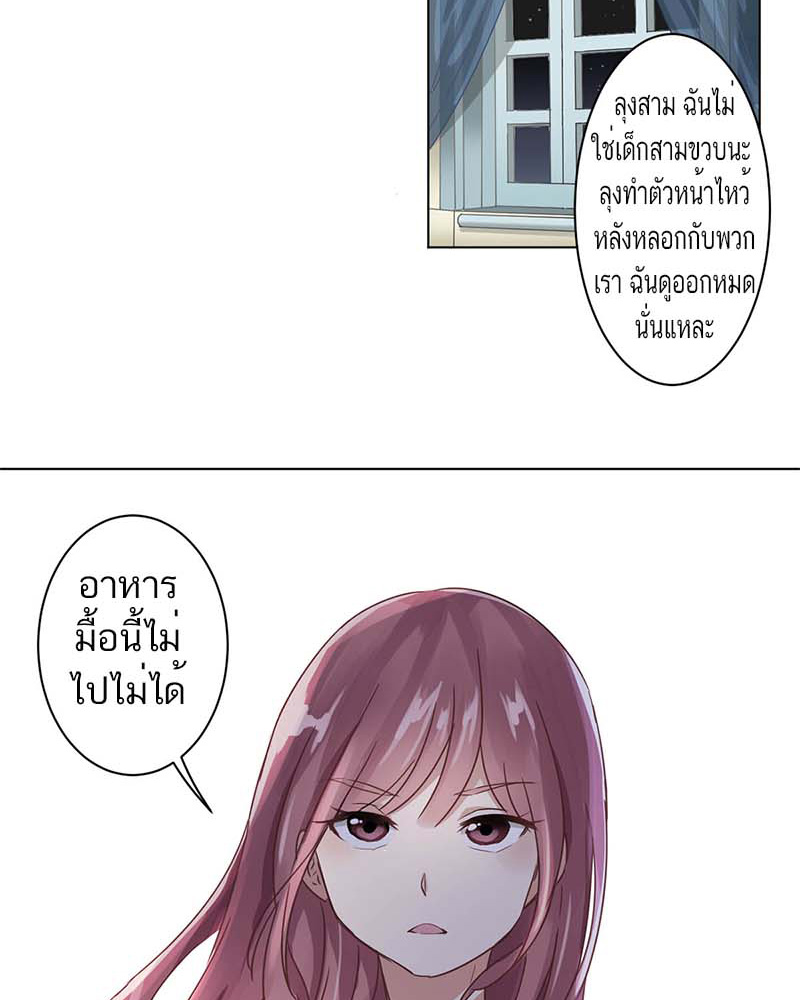 ลุงสาม ฉันไม่
ใช่เด็กสามขวบนะ
ลุงทำตัวหน้าไหว้
หลังหลอกกับพวก
เรา ฉันดูออกหมด
นั่นแหละ
อาหาร
มื้อนี้ไม่
ไปไม่ได้